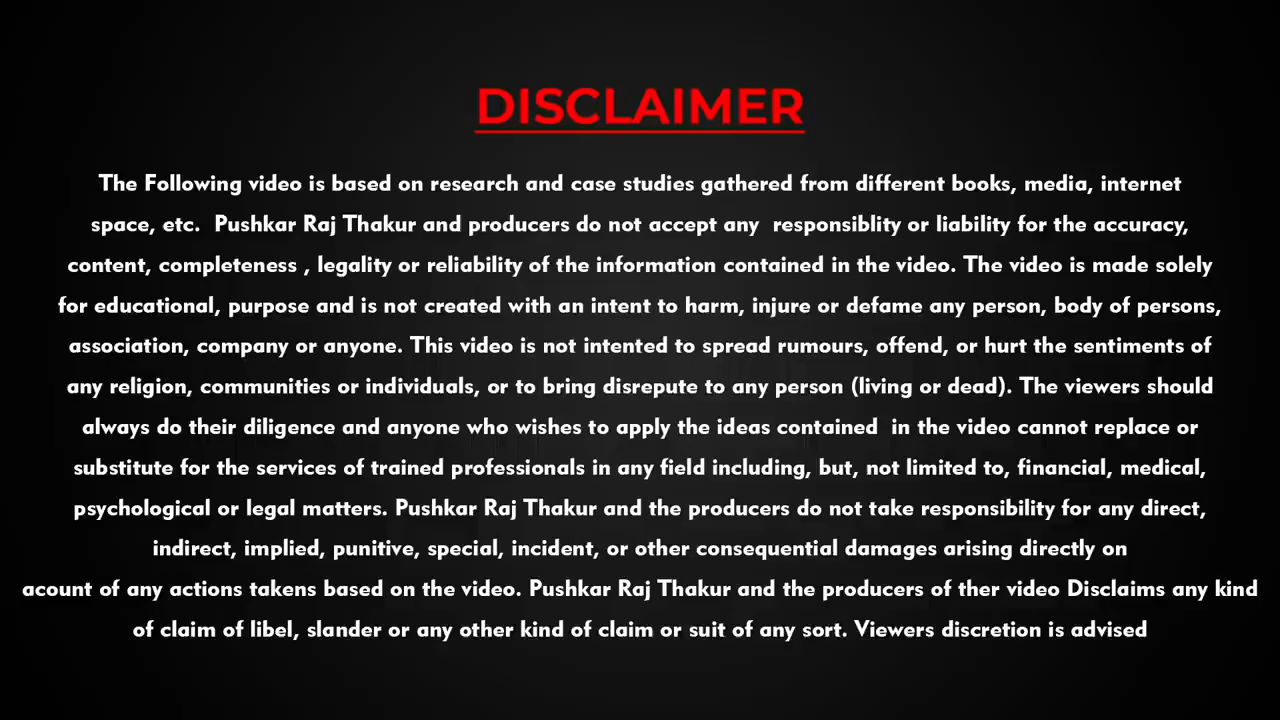 DISCLAIMER
The Following video is based on research and case studies gathered from different books, media, internet
space, etc.  Pushkar Raj Thakur and producers do not accept any  responsiblity or liability for the accuracy,
content, completeness , legality or reliability of the information contained in the video. The video is made solely
for educational, purpose and is not created with an intent to harm, injure or defame any person, body of persons,
association, company or anyone. This video is not intented to spread rumours, offend, or hurt the sentiments of
any religion, communities or individuals, or to bring disrepute to any person (living or dead). The viewers should
always do their diligence and anyone who wishes to apply the ideas contained  in the video cannot replace or
substitute for the services of trained professionals in any field including, but, not limited to, financial, medical,
psychological or legal matters. Pushkar Raj Thakur and the producers do not take responsibility for any direct,
indirect, implied, punitive, special, incident, or other consequential damages arising directly on
acount of any actions takens based on the video. Pushkar Raj Thakur and the producers of ther video Disclaims any kind
of claim of libel, slander or any other kind of claim or suit of any sort. Viewers discretion is advised